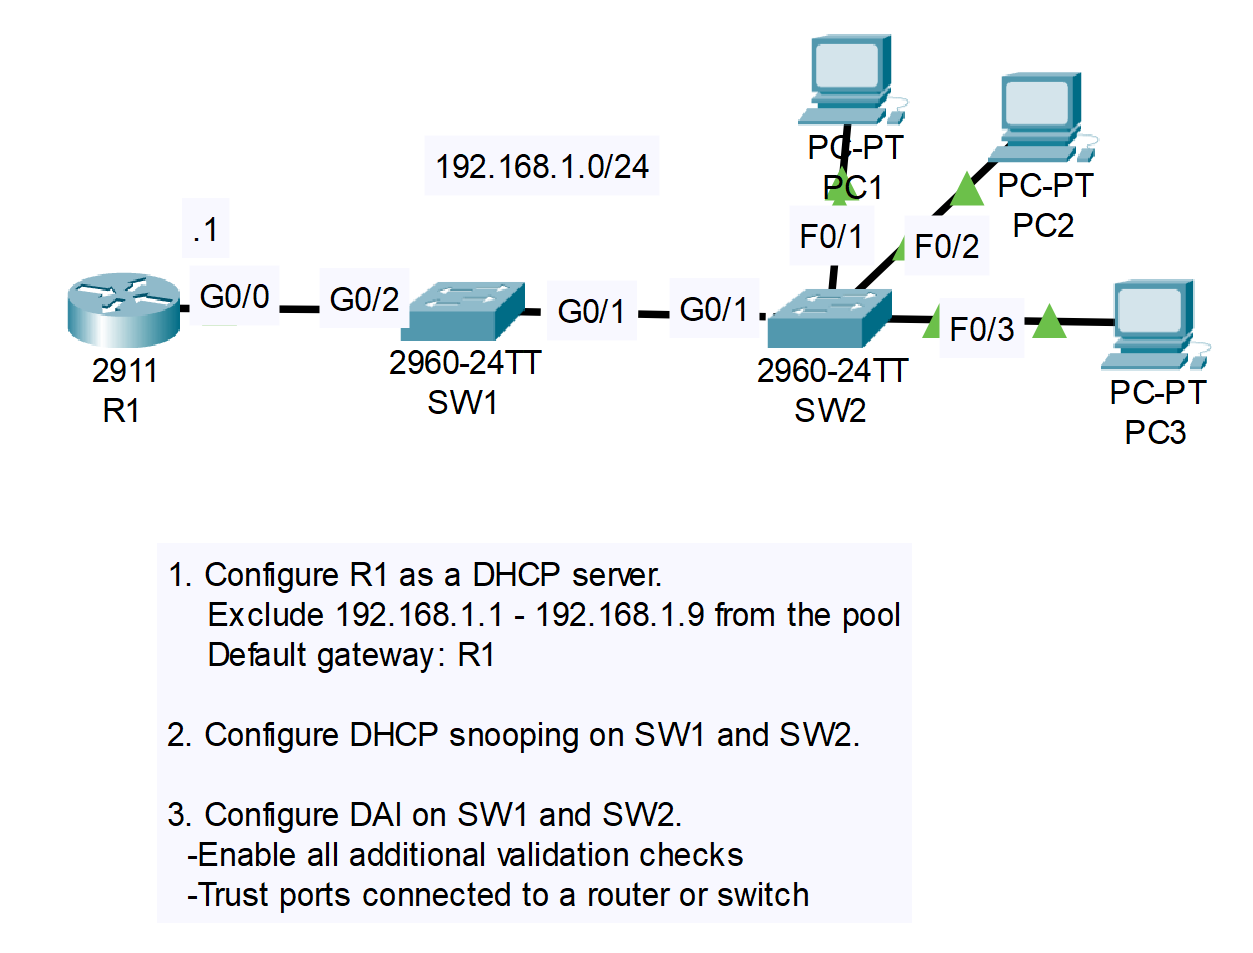 PC-PT
PC1
PC-PT
PC2
192.168.1.0/24
.1
F0/1
F0/2
G0/0
G0/2
G0/1
G0/1
F0/3
2911
R1
2960-24TT
SW1
2960-24TT
SW2
PC-PT
PC3
1. Configure R1 as a DHCP server.
Exclude 192.168.1.1 - 192.168.1.9 from the pool
Default gateway: R1
2. Configure DHCP snooping on SW1 and SW2.
3. Configure DAI on SW1 and SW2.
-Enable all additional validation checks
-Trust ports connected to a router or switch